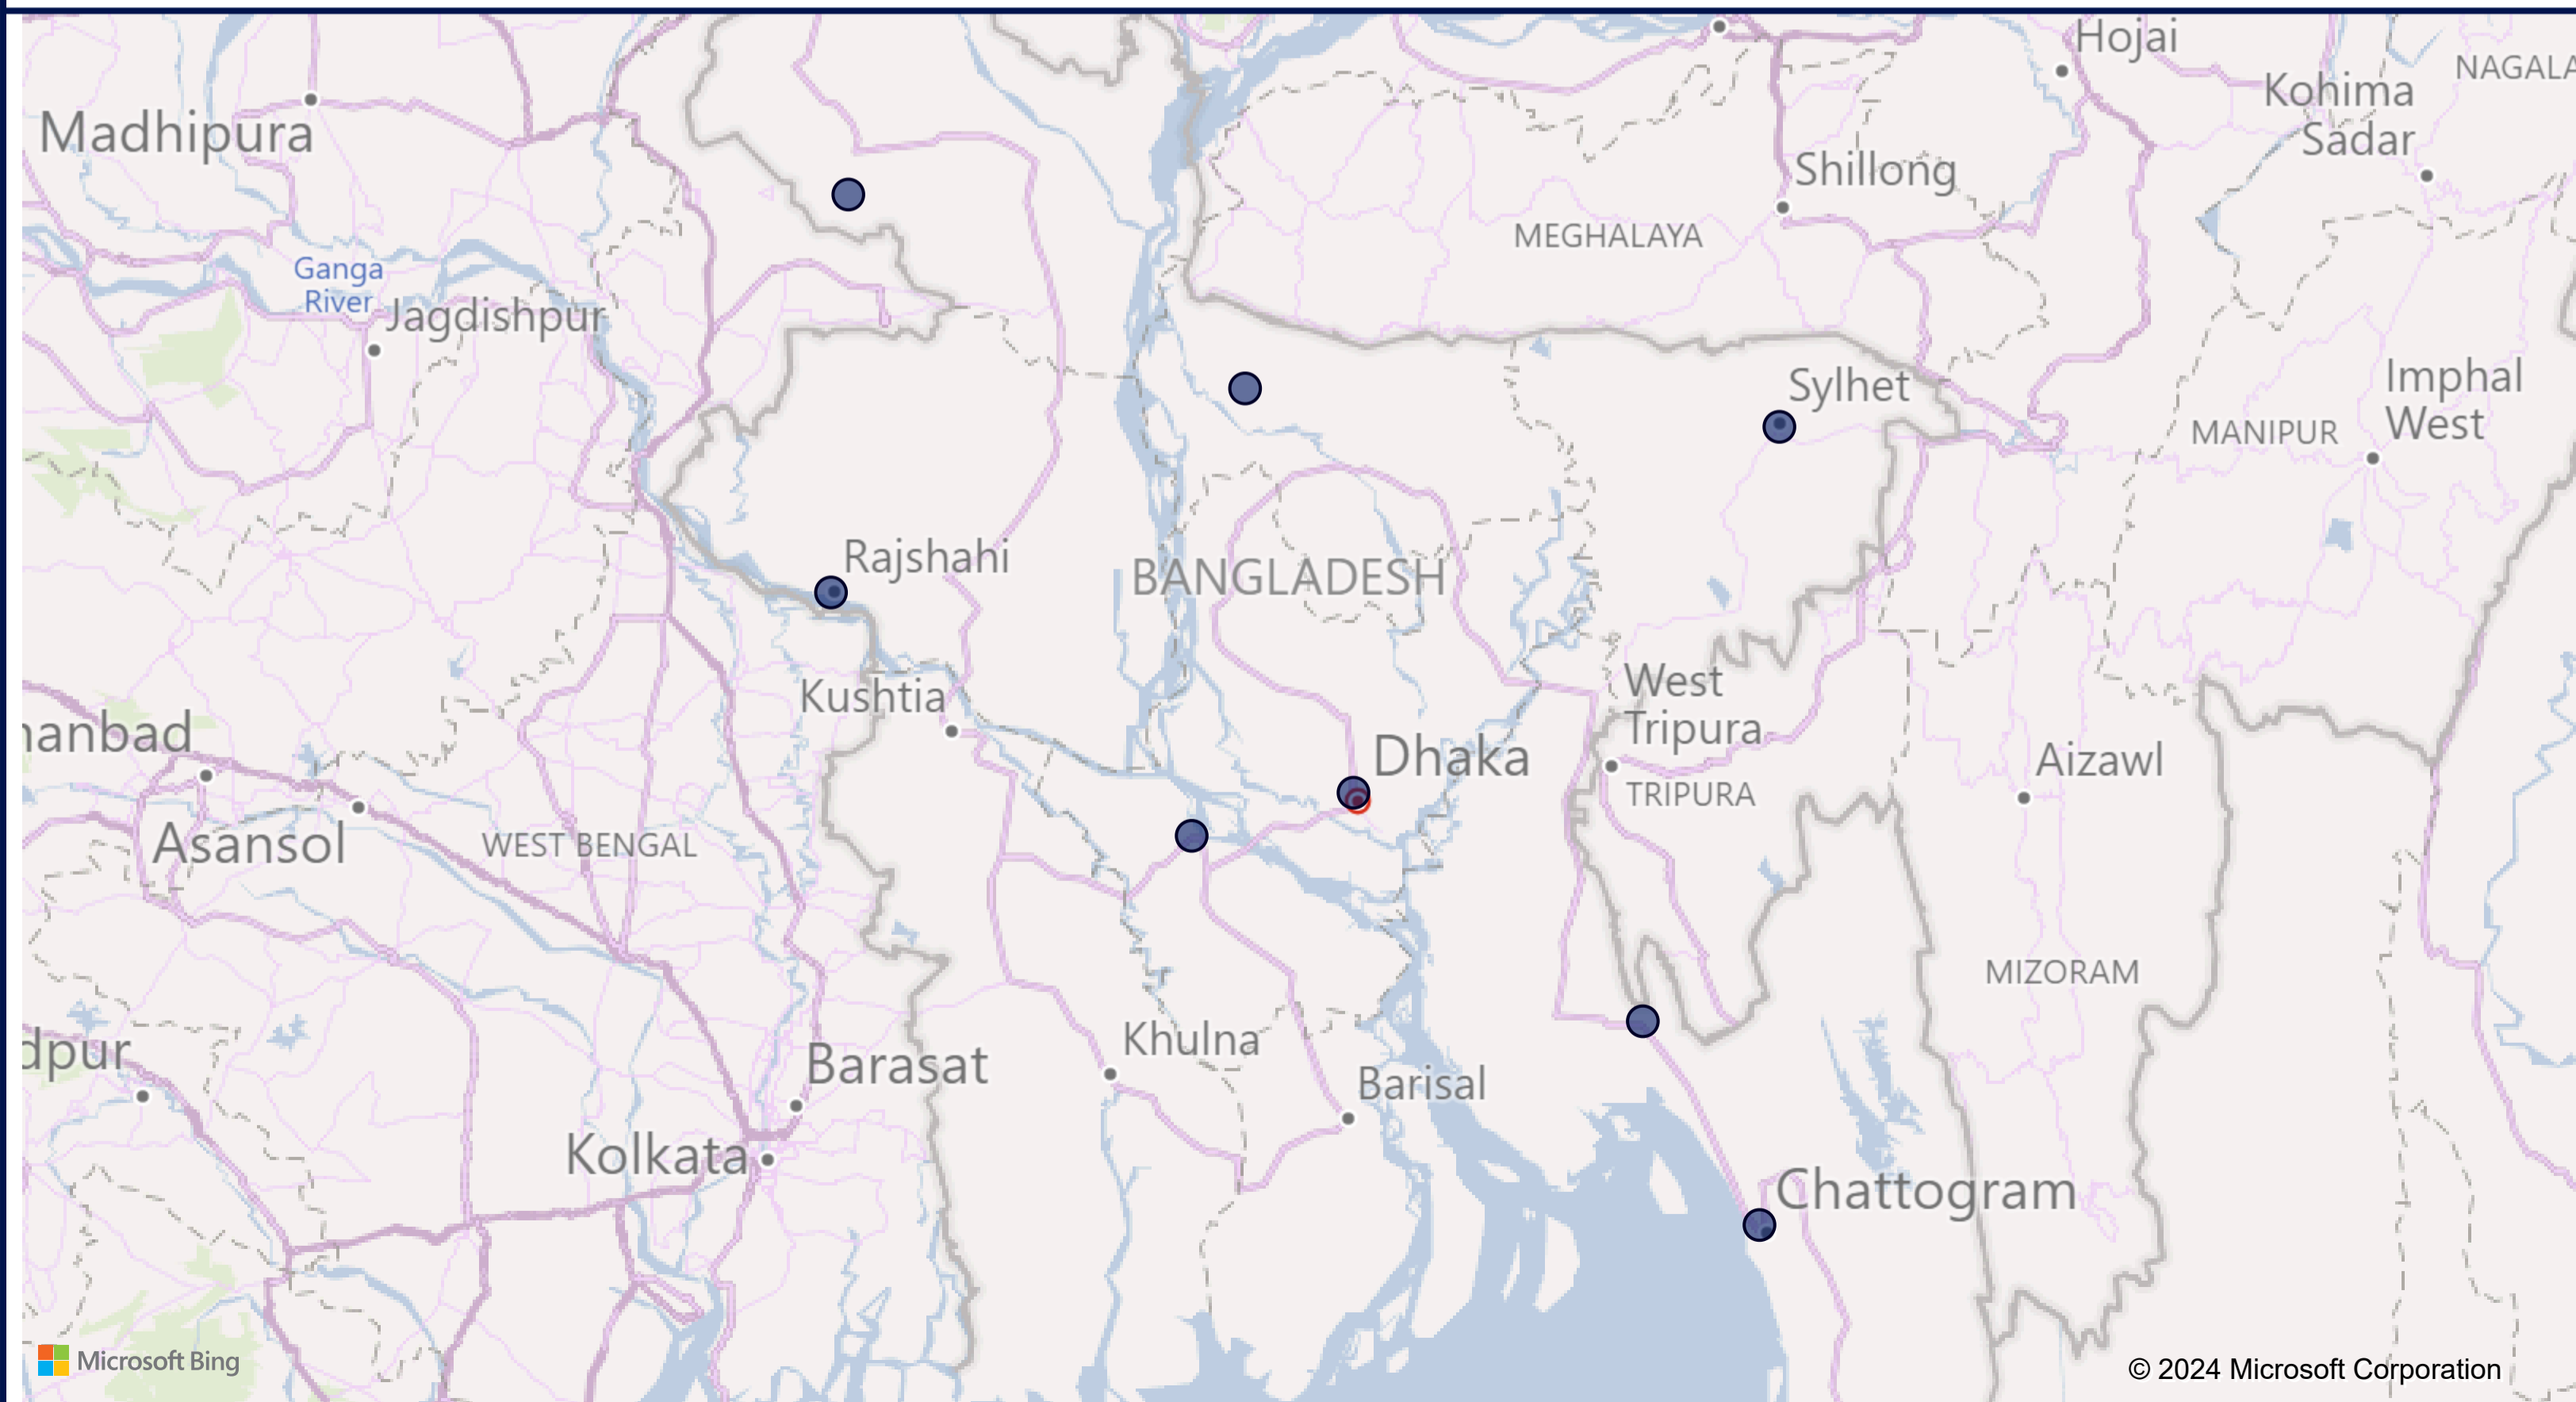 Hojai
NAGALA
Kohima
Sadar
Madhipura
Shillong
MEGHALAYA
Ganga
River
Jagdishpur
Imphal
West
Sylhet
MANIPUR
Rajshahi
BANGLADESH
West
Tripura
Kushtia
nanbad
Dhaka
Aizawl
TRIPURA
Asansol
WEST BENGAL
MIZORAM
Khulna
dpur
Barasat
Barisal
Kolkata
Chattogram
Microsoft Bing
© 2024 Microsoft Corporation